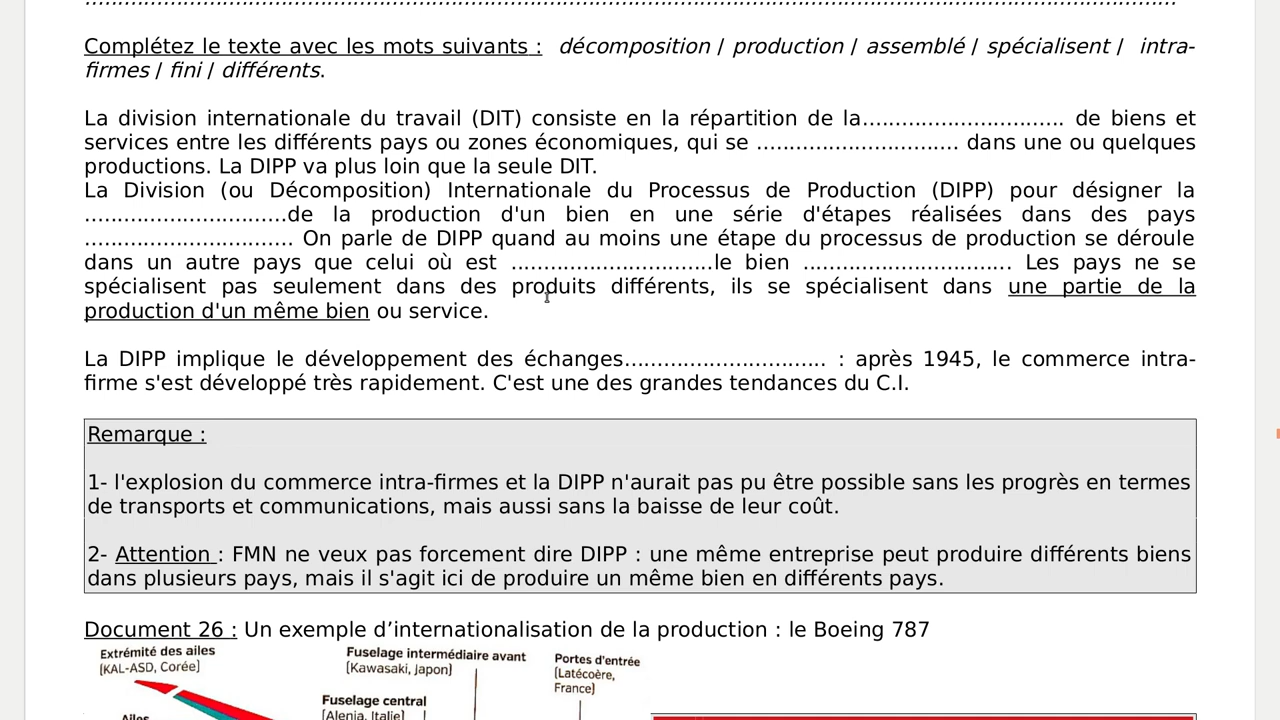 Complétez le texte avec les mots suivants : décomposition / production / assemblé / spécialisent / intra-
firmes / fini / différents.
La division internationale du travail (DIT) consiste en la répartition de la............................... de biens et
services entre les différents pays ou zones économiques, qui se ............................... dans une ou quelques
productions. La DIPP va plus loin que la seule DIT.
La Division (ou Décomposition) Internationale du Processus de Production (DIPP) pour désigner la
...............................de la production d'un bien en une série d'étapes réalisées dans des pays
................................ On parle de DIPP quand au moins une étape du processus de production se déroule
dans un autre pays que celui où est ...............................le bien ................................ Les pays ne se
spécialisent pas seulement dans des produits différents, ils se spécialisent dans une partie de la
production d'un même bien ou service.
La DIPP implique le développement des échanges............................... : après 1945, le commerce intra-
firme s'est développé très rapidement. C'est une des grandes tendances du C.I.
Remarque :
1- l'explosion du commerce intra-firmes et la DIPP n'aurait pas pu être possible sans les progrès en termes
de transports et communications, mais aussi sans la baisse de leur coût.
2- Attention : FMN ne veux pas forcement dire DIPP : une même entreprise peut produire différents biens
dans plusieurs pays, mais il s'agit ici de produire un même bien en différents pays.
Document 26 : Un exemple d’internationalisation de la production : le Boeing 787
Extrémité des ailes
(KAL-ASD, Corée)
Fuselage intermédiaire avant
(Kawasaki, Japon)
Portes d'entrée
(Latécoère,
France)
Fuselage central
(Alenia, Italie)
Ailes